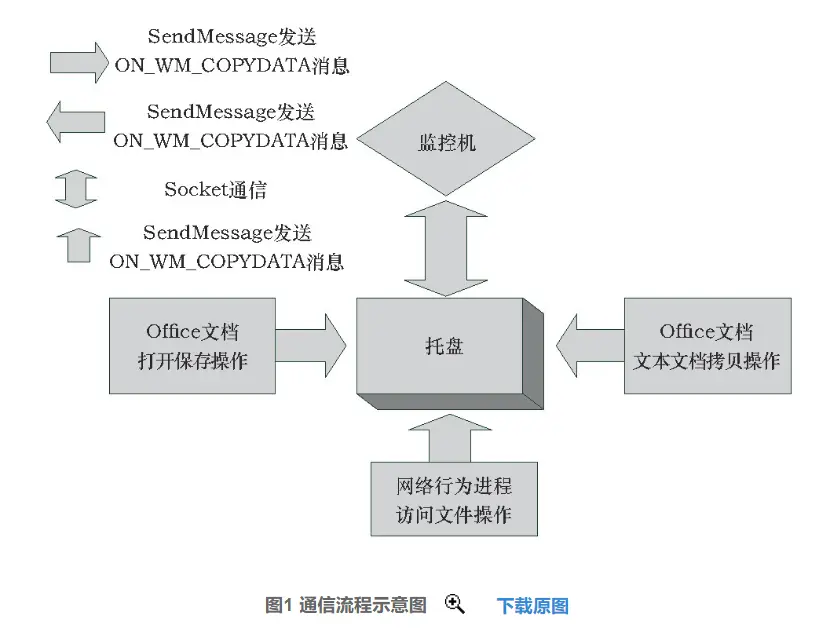 SendMessage发送
ON_WM_COPYDATA消息
SendMessage发送
ON_WM_COPYDATA消息
Socket通信
SendMessage发送
ON_WM_COPYDATA消息
监控机
Office文档
打开保存操作
托盘
Office文档
文本文档拷贝操作
网络行为进程
访问文件操作
图1 通信流程示意图 下载原图